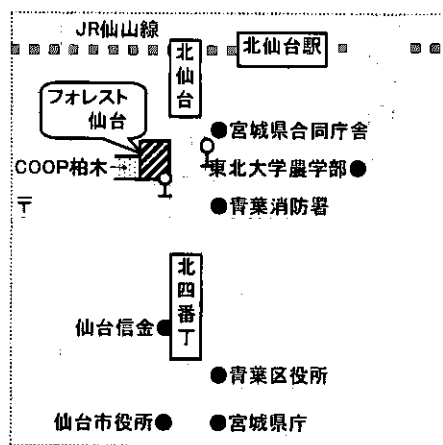 JR仙山線
北仙台駅
北仙台
フォレスト
仙台
宮城県合同庁舎
COOP柏木
東北大学農学部
〒
青葉消防署
北四番丁
仙台信金
青葉区役所
仙台市役所
宮城県庁